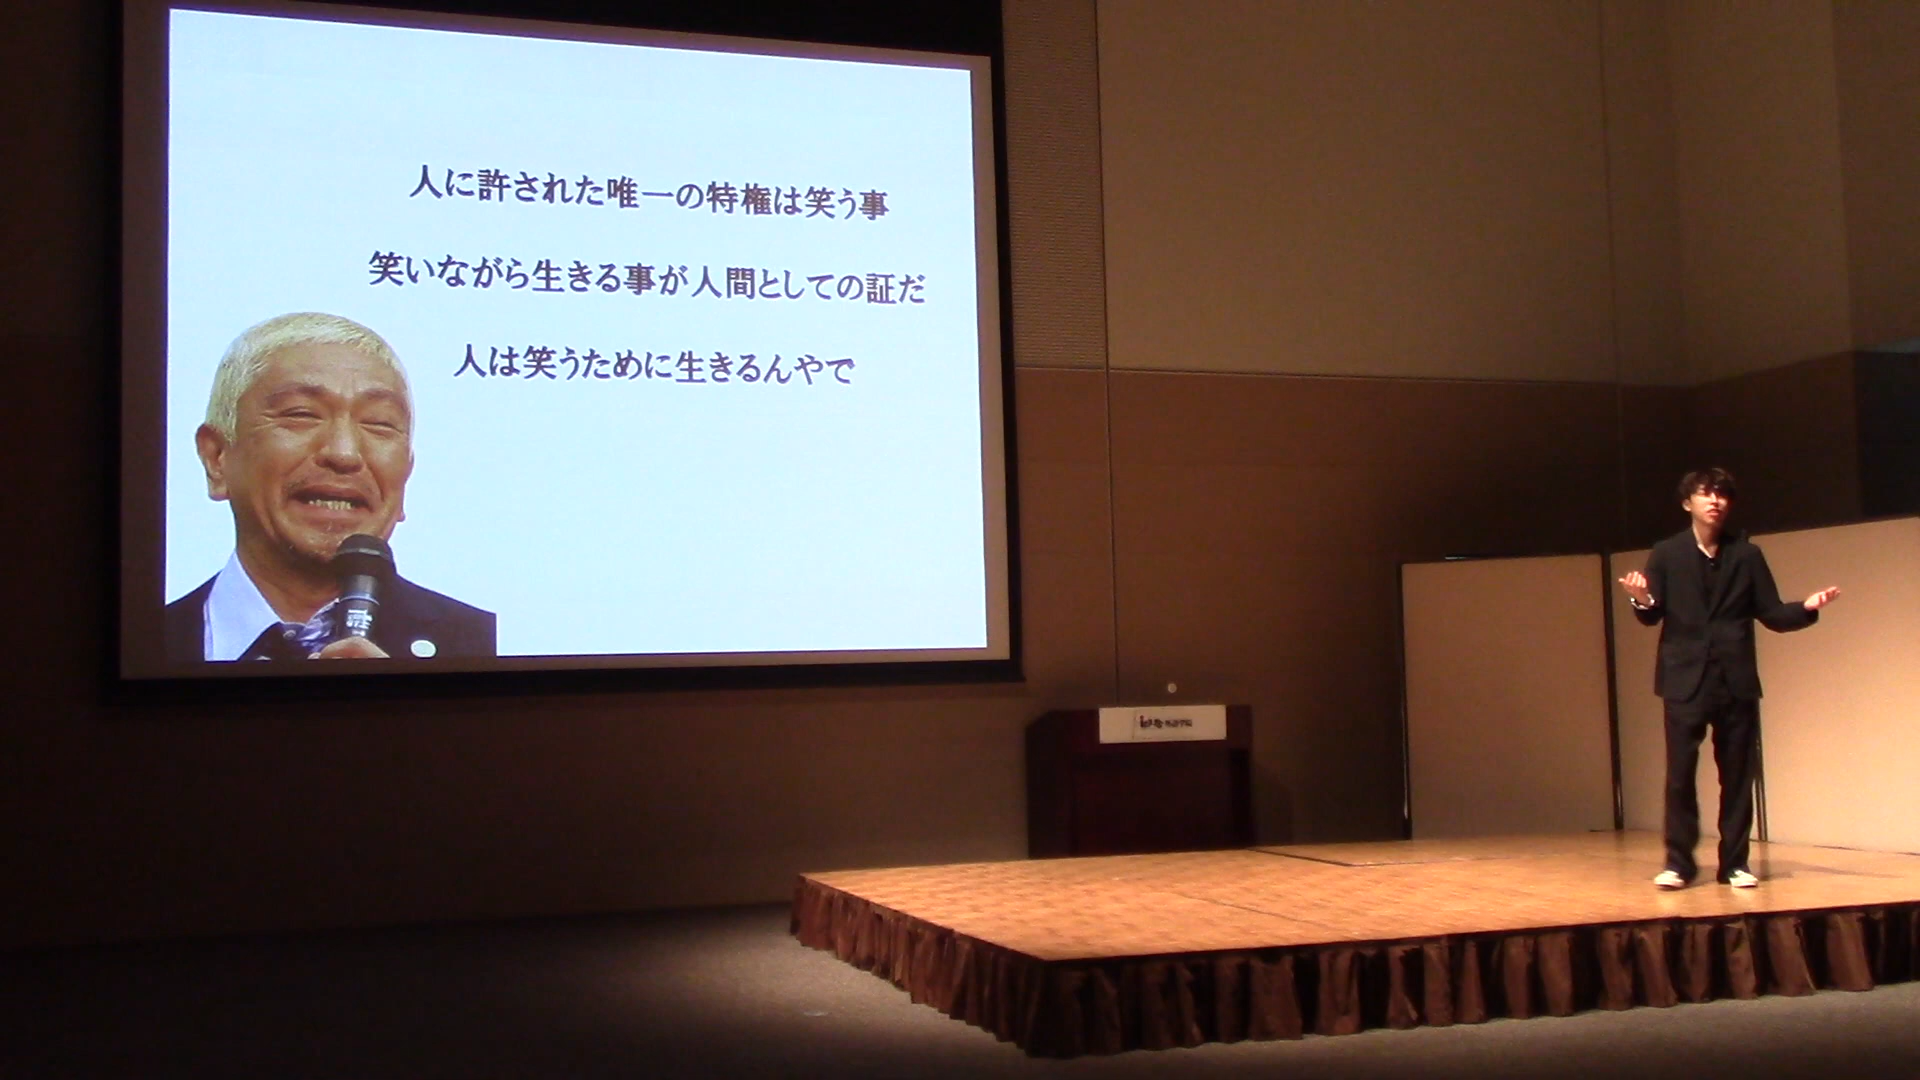 人に許された唯一の特権は笑う事
笑いながら生きる事が人間としての証だ
人は笑うために生きるんやで